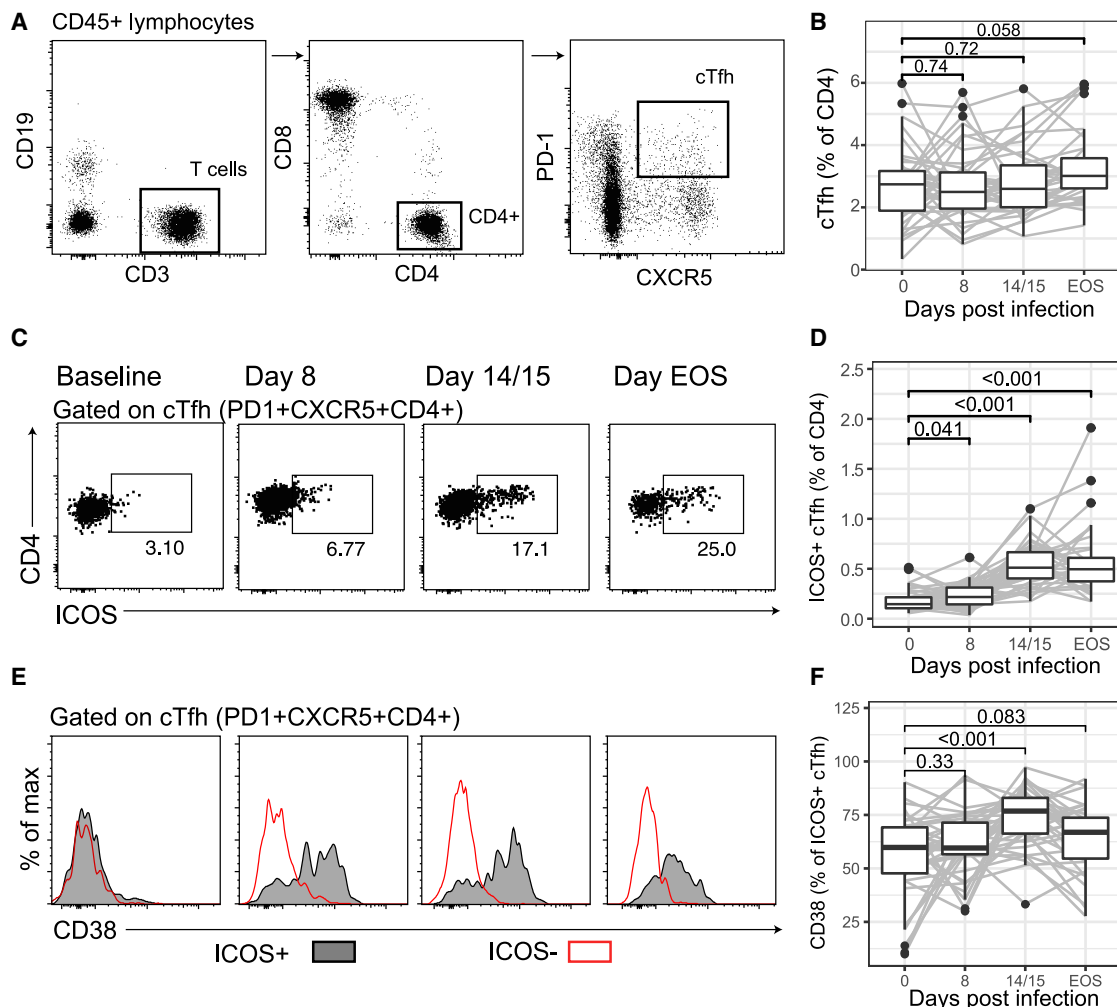 A
CD45+ lymphocytes
CD19
T cells
CD3
CD8
CD4+
CD4
PD-1
cTfh
CXCR5
B
cTfh (% of CD4)
6
4
2
0
0.058
0.72
0.74
0
8
14/15
EOS
Days post infection
C
Baseline
Day 8
Day 14/15
Day EOS
Gated on cTfh (PD1+CXCR5+CD4+)
CD4
3.10
6.77
17.1
25.0
ICOS
D
ICOS+ cTfh (% of CD4)
2.5
2.0
1.5
1.0
0.5
0.0
<0.001
<0.001
0.041
0
8
14/15
EOS
Days post infection
E
Gated on cTfh (PD1+CXCR5+CD4+)
% of max
CD38
ICOS+
ICOS-
F
CD38 (% of ICOS+ cTfh)
125
100
75
50
25
0.083
<0.001
0.33
0
8
14/15
EOS
Days post infection